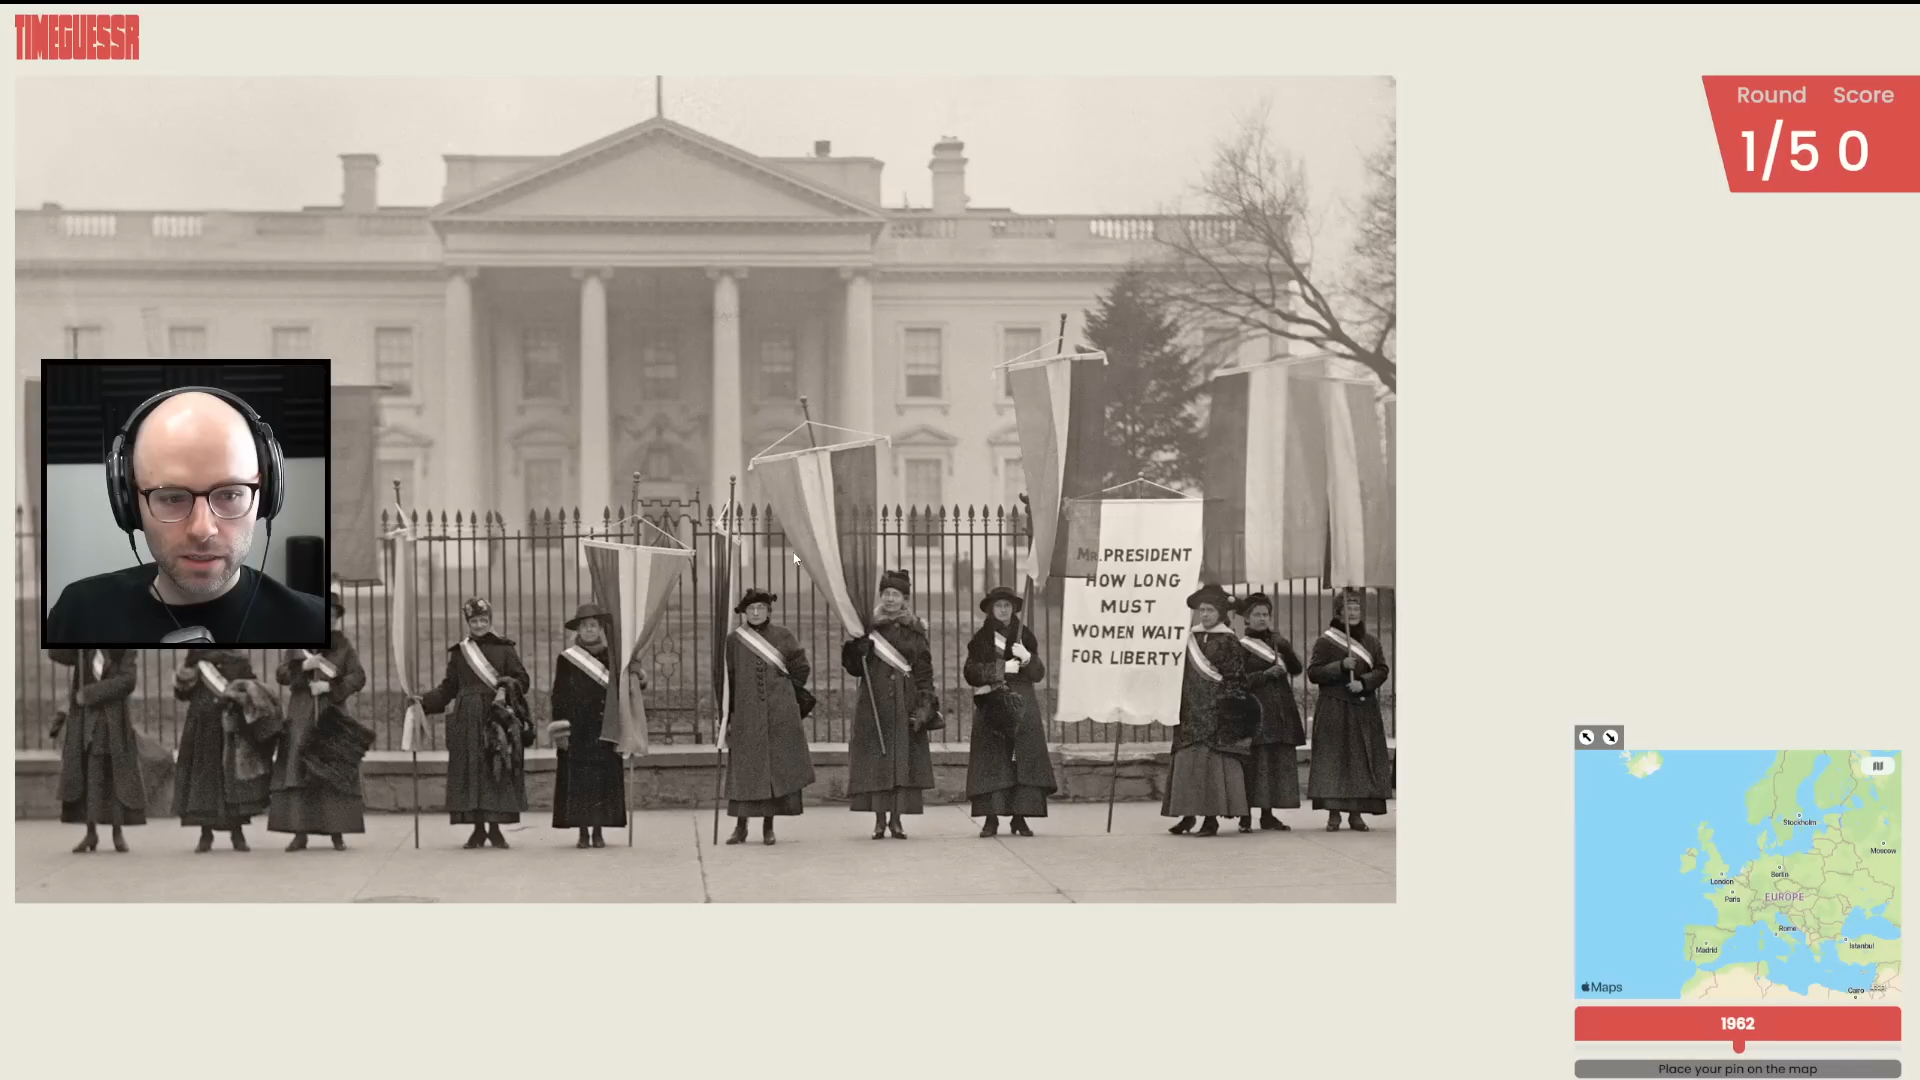 TIMEGUESSR
Round Score
1/5 0
MR. PRESIDENT
HOW LONG
MUST
WOMEN WAIT
FOR LIBERTY
Stockholm
Moscow
Berlin
London
Paris
EUROPE
Rome
Madrid
Istanbul
Maps
Cairo
1962
Place your pin on the map